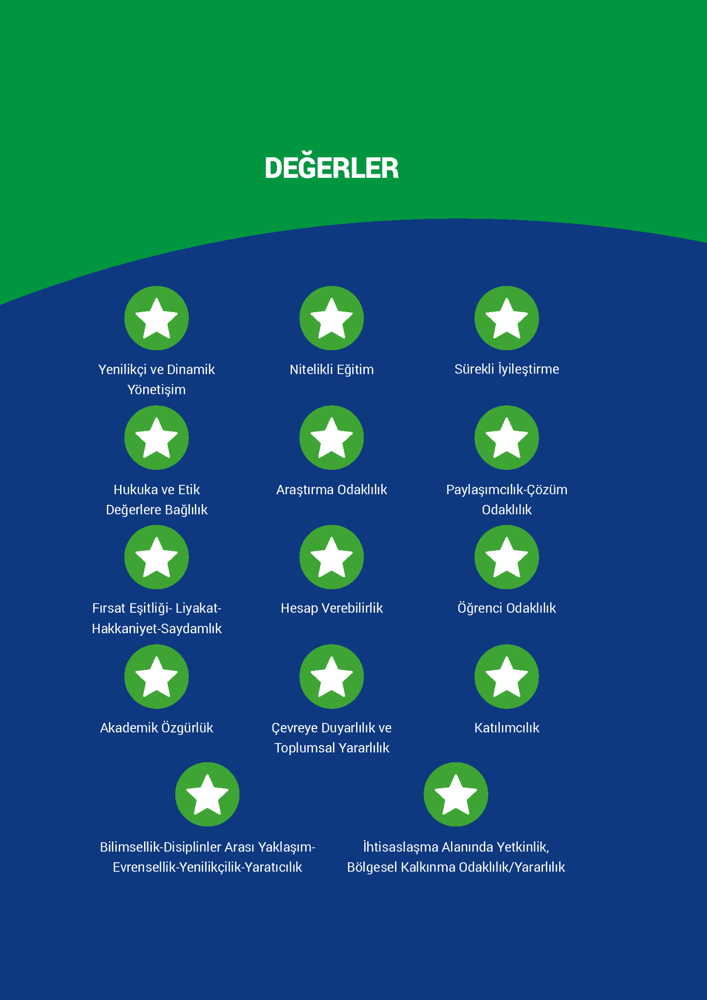 DEĞERLER
Yenilikçi ve Dinamik
Yönetişim
Nitelikli Eğitim
Sürekli İyileştirme
Hukuka ve Etik
Değerlere Bağlılık
Araştırma Odaklılık
Paylaşımcılık-Çözüm
Odaklılık
Fırsat Eşitliği- Liyakat-
Hakkaniyet-Saydamlık
Hesap Verebilirlik
Öğrenci Odaklılık
Akademik Özgürlük
Çevreye Duyarlılık ve
Toplumsal Yararlılık
Katılımcılık
Bilimsellik-Disiplinler Arası Yaklaşım-
Evrensellik-Yenilikçilik-Yaratıcılık
İhtisaslaşma Alanında Yetkinlik,
Bölgesel Kalkınma Odaklılık/Yararlılık